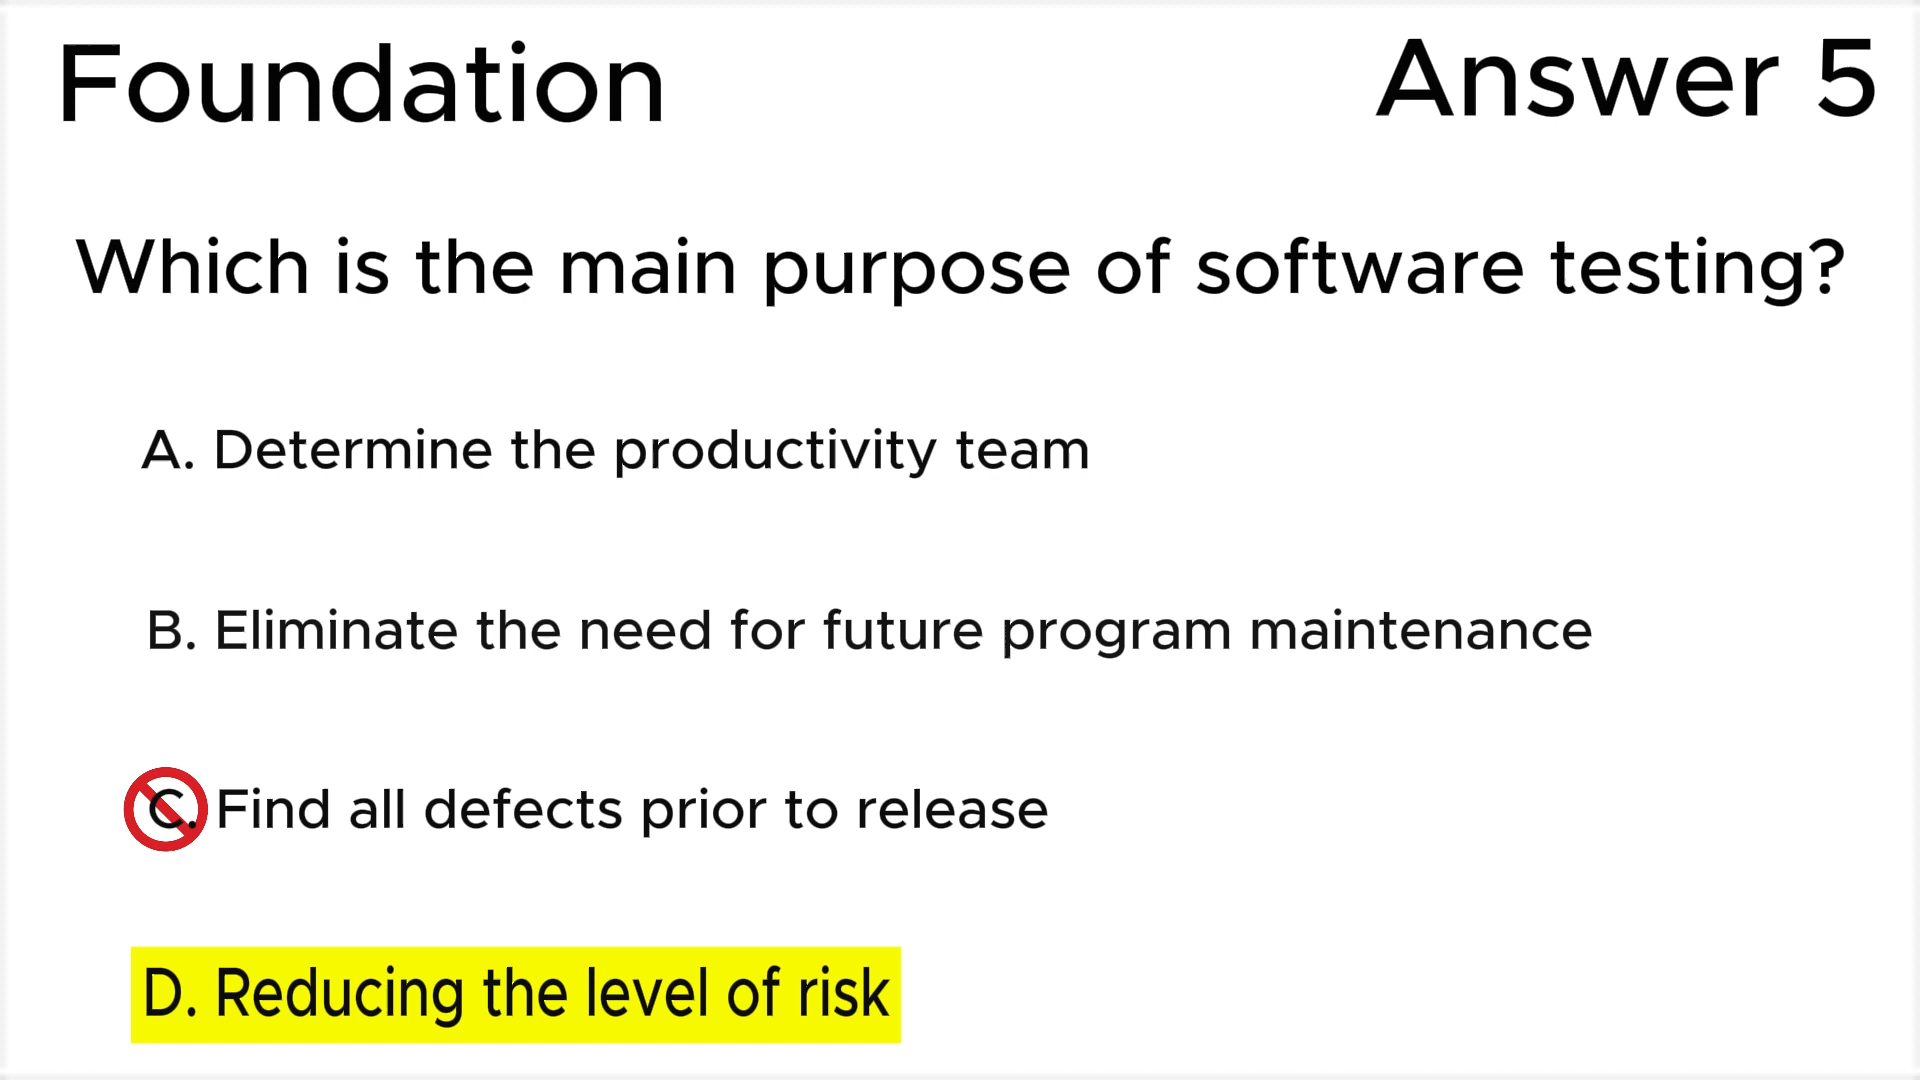 Foundation
Answer 5
Which is the main purpose of software testing?
A. Determine the productivity team
B. Eliminate the need for future program maintenance
C. Find all defects prior to release
D. Reducing the level of risk